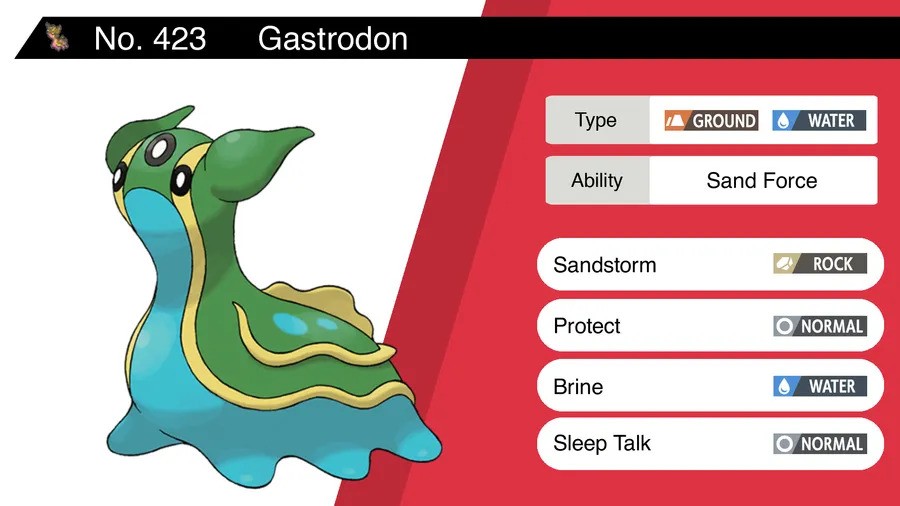 No. 423 Gastrodon
Type GROUND WATER
Ability Sand Force
Sandstorm ROCK
Protect NORMAL
Brine WATER
Sleep Talk NORMAL